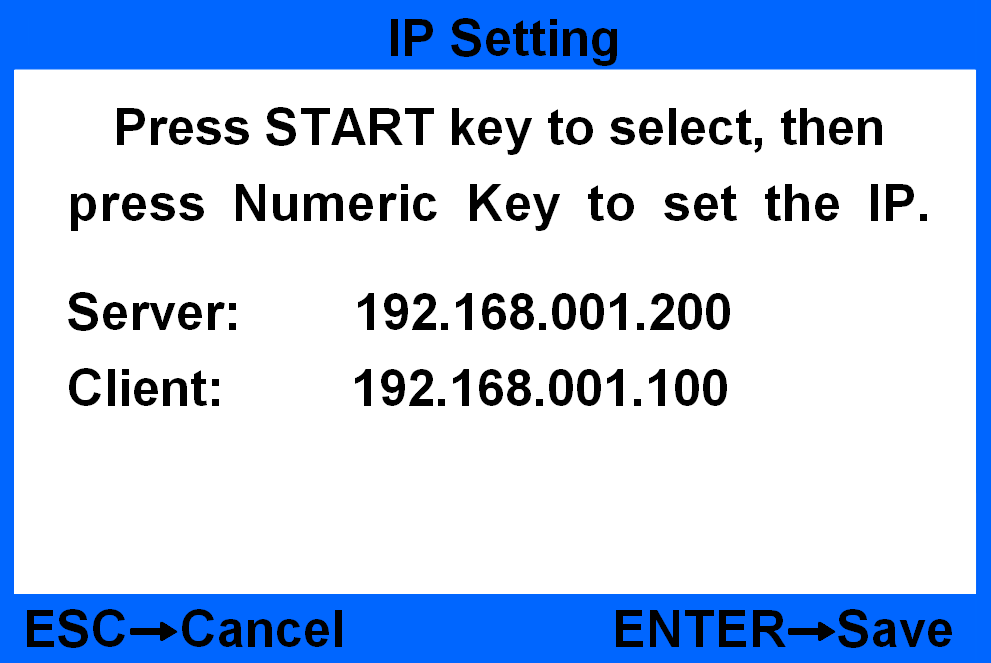 IP Setting
Press START key to select, then
press Numeric Key to set the IP.
Server: 192.168.001.200
Client: 192.168.001.100
ESC→Cancel ENTER→Save